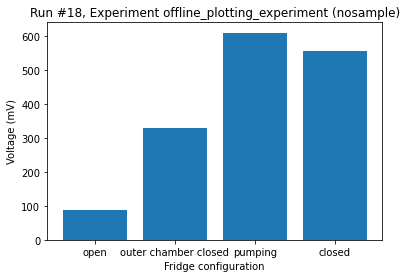 Run #18, Experiment offline_plotting_experiment (nosample)
600
500
400
300
200
100
0
Voltage (mV)
open outer chamber closed pumping closed
Fridge configuration